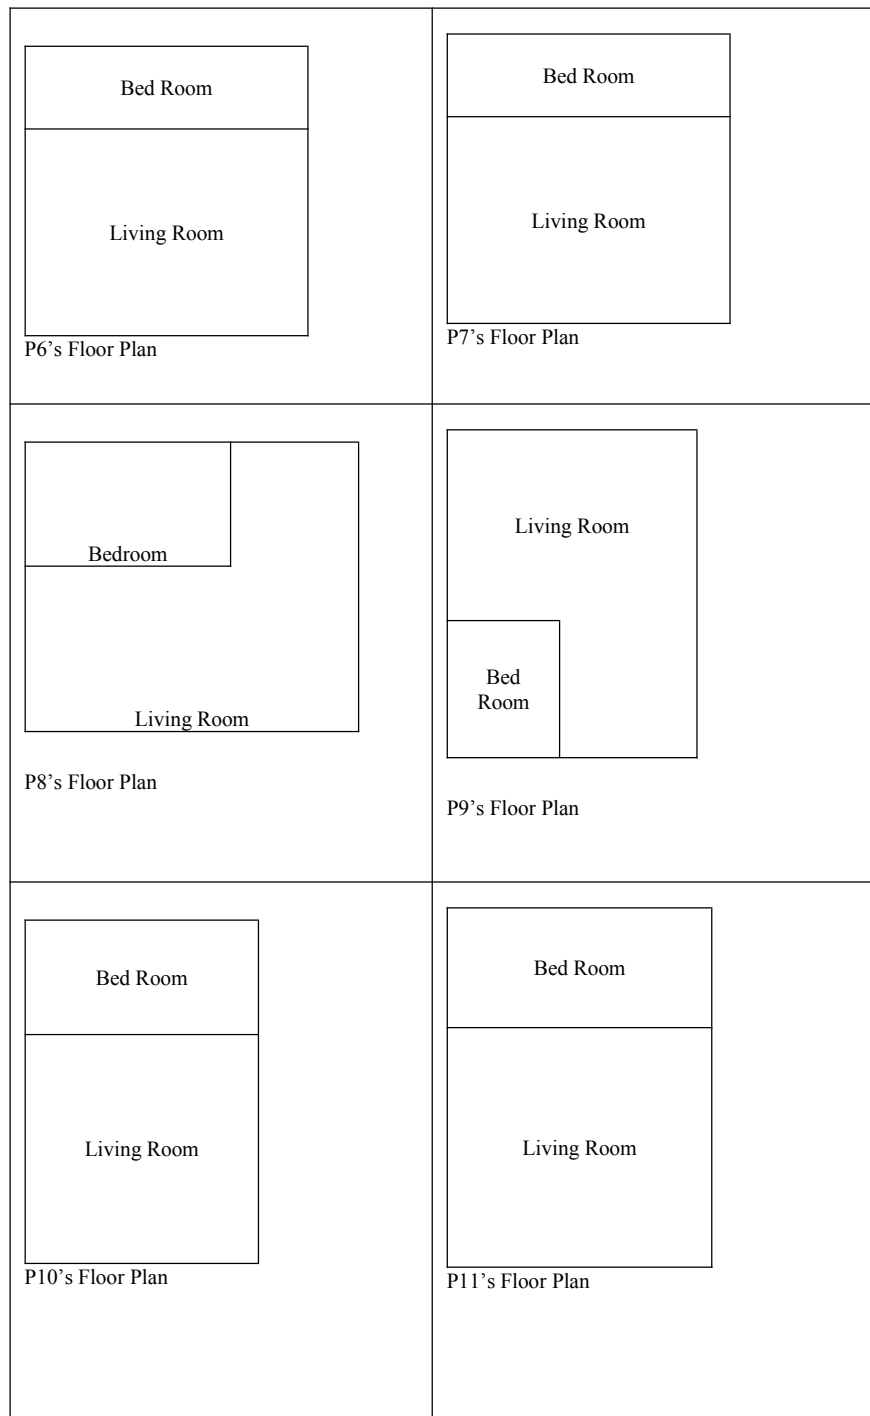 Bed Room
Living Room
P6’s Floor Plan
Bed Room
Living Room
P7’s Floor Plan
Bedroom
Living Room
P8’s Floor Plan
Living Room
Bed
Room
P9’s Floor Plan
Bed Room
Living Room
P10’s Floor Plan
Bed Room
Living Room
P11’s Floor Plan